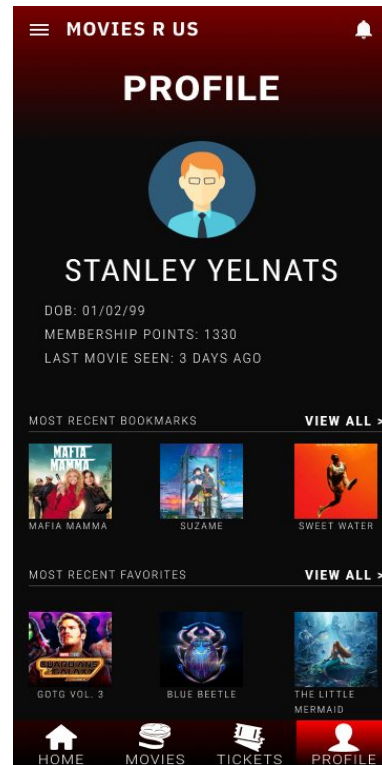 MOVIES R US
PROFILE
STANLEY YELNATS
DOB: 01/02/99
MEMBERSHIP POINTS: 1330
LAST MOVIE SEEN: 3 DAYS AGO
MOST RECENT BOOKMARKS
VIEW ALL >
MAFIA
MAMMA
MAFIA MAMMA
SUZAME
SWEET WATER
MOST RECENT FAVORITES
VIEW ALL >
GUARDIANS
GALAXY
GOTG VOL. 3
BLUE BEETLE
THE LITTLE
MERMAID
HOME
MOVIES
TICKETS
PROFILE